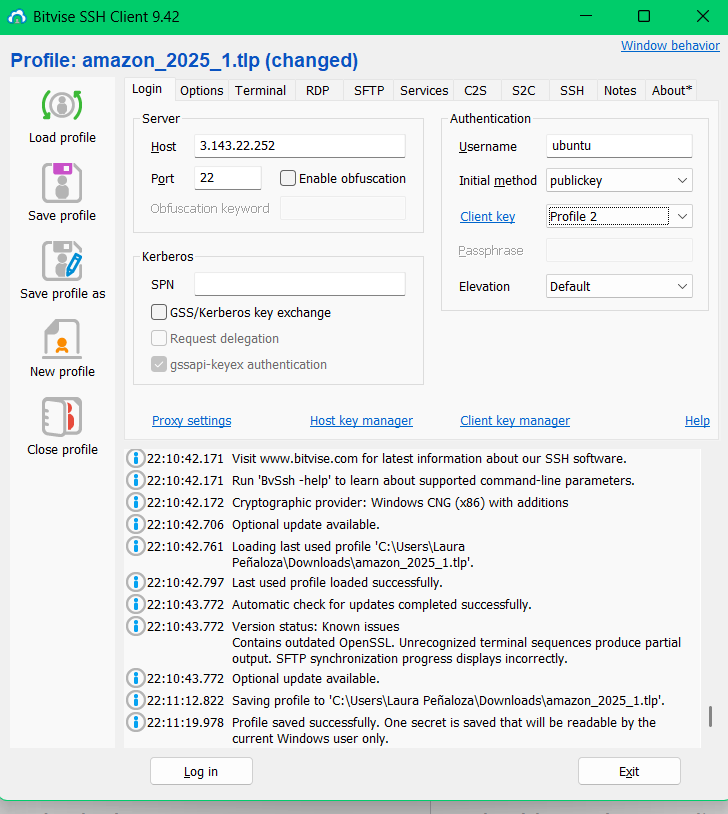 Bitvise SSH Client 9.42
Profile: amazon_2025_1.tlp (changed)
Window behavior
Load profile
Save profile
Save profile as
New profile
Close profile
Login Options Terminal RDP SFTP Services C2S S2C SSH Notes About*
Server
Host 3.143.22.252
Port 22 Enable obfuscation
Obfuscation keyword
Kerberos
SPN
GSS/Kerberos key exchange
Request delegation
gssapi-keyex authentication
Authentication
Username ubuntu
Initial method publickey
Client key Profile 2
Passphrase
Elevation Default
Proxy settings Host key manager Client key manager Help
22:10:42.171 Visit www.bitvise.com for latest information about our SSH software.
22:10:42.171 Run 'BvSsh -help' to learn about supported command-line parameters.
22:10:42.172 Cryptographic provider: Windows CNG (x86) with additions
22:10:42.706 Optional update available.
22:10:42.761 Loading last used profile 'C:\Users\Laura
Peñaloza\Downloads\amazon_2025_1.tlp'.
22:10:42.797 Last used profile loaded successfully.
22:10:43.772 Automatic check for updates completed successfully.
22:10:43.772 Version status: Known issues
Contains outdated OpenSSL. Unrecognized terminal sequences produce partial
output. SFTP synchronization progress displays incorrectly.
22:10:43.772 Optional update available.
22:11:12.822 Saving profile to 'C:\Users\Laura Peñaloza\Downloads\amazon_2025_1.tlp'.
22:11:19.978 Profile saved successfully. One secret is saved that will be readable by the
current Windows user only.
Log in Exit